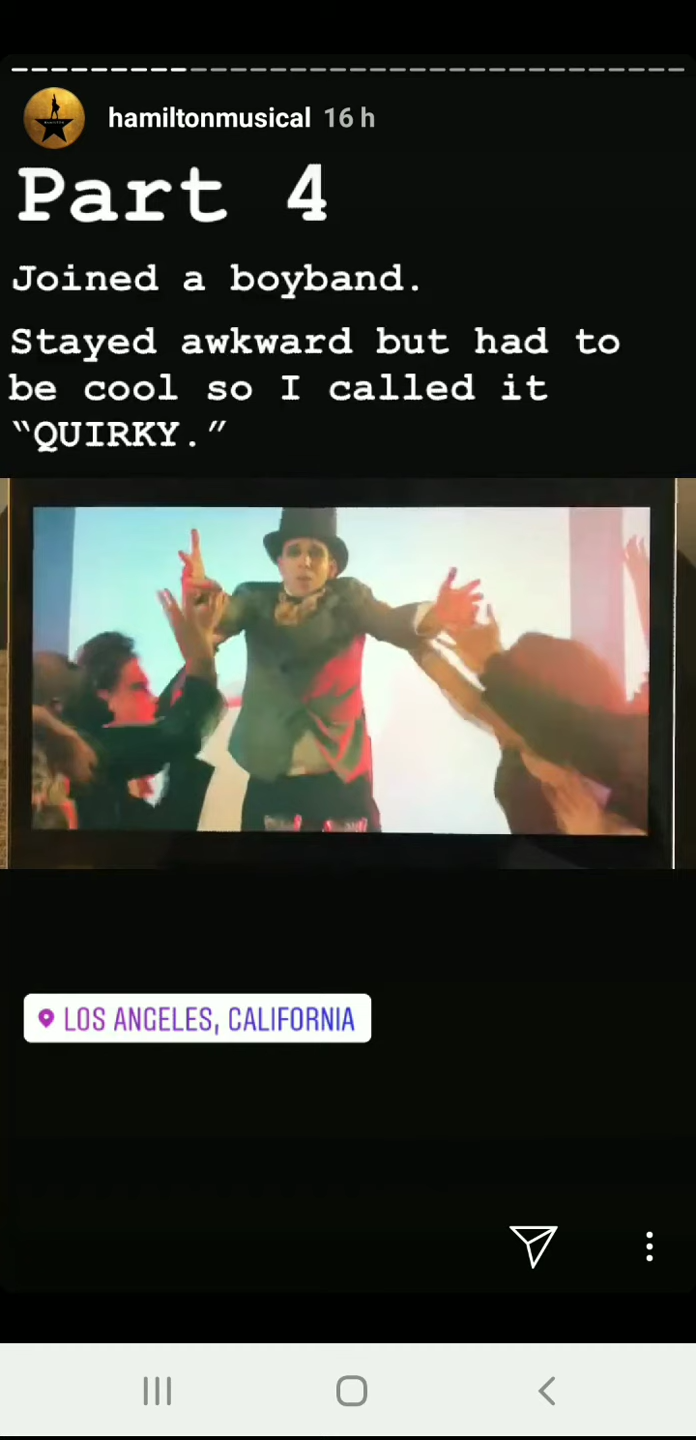 hamiltonmusical 16 h
Part 4
Joined a boyband.
Stayed awkward but had to
be cool so I called it
“QUIRKY.”
LOS ANGELES, CALIFORNIA